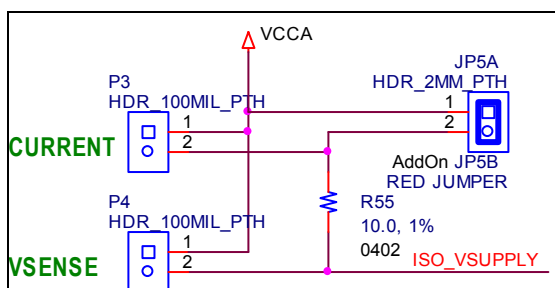 VCCA
JP5A
HDR_2MM_PTH
P3
HDR_100MIL_PTH
1
2
1
2
CURRENT
AddOn JP5B
RED JUMPER
P4
HDR_100MIL_PTH
R55
10.0, 1%
0402
1
2
VSENSE
ISO_VSUPPLY